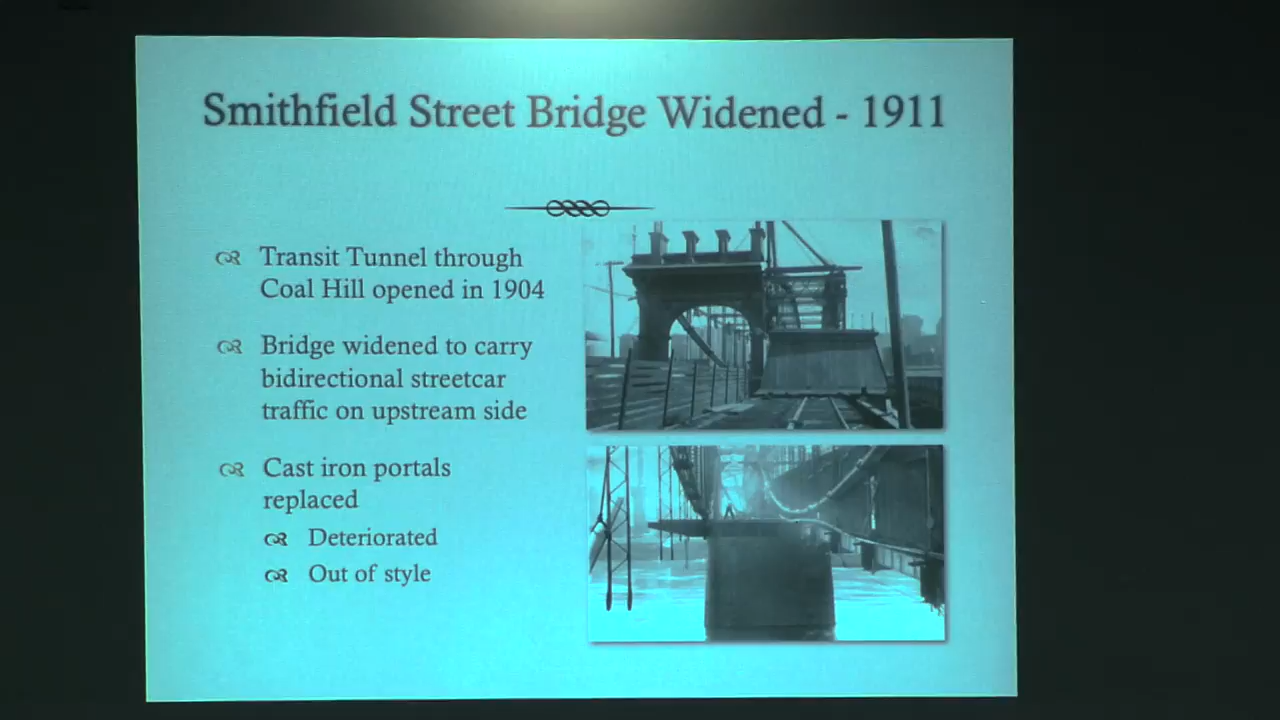 Smithfield Street Bridge Widened - 1911
Transit Tunnel through
Coal Hill opened in 1904
Bridge widened to carry
bidirectional streetcar
traffic on upstream side
Cast iron portals
replaced
Deteriorated
Out of style